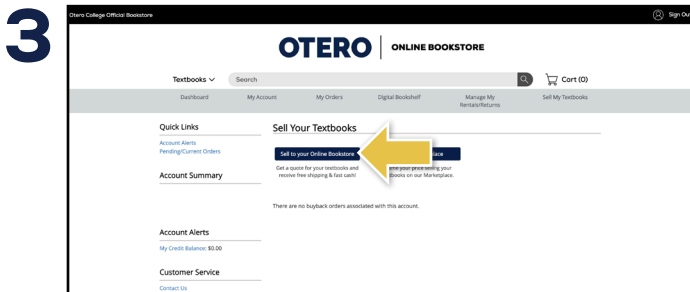 3
Otero College Official Bookstore
Sign Ou
OTERO
ONLINE BOOKSTORE
Textbooks
Search
Cort (0)
Dashboard
My Account
My Orders
Digital Bookshelf
Manage My
Rentals/Returns
Sell My Textbooks
Quick Links
Account Alerts
Pending/Current Orders
Account Summary
Account Alerts
My Credit Balance: $0.00
Customer Service
Contact Us
Sell Your Textbooks
Sell to your Online Bookstore
Get a quote for your textbooks and
receive free shipping & fast cash!
your price selling your
on our Marketplace.
There are no buyback orders associated with this account.